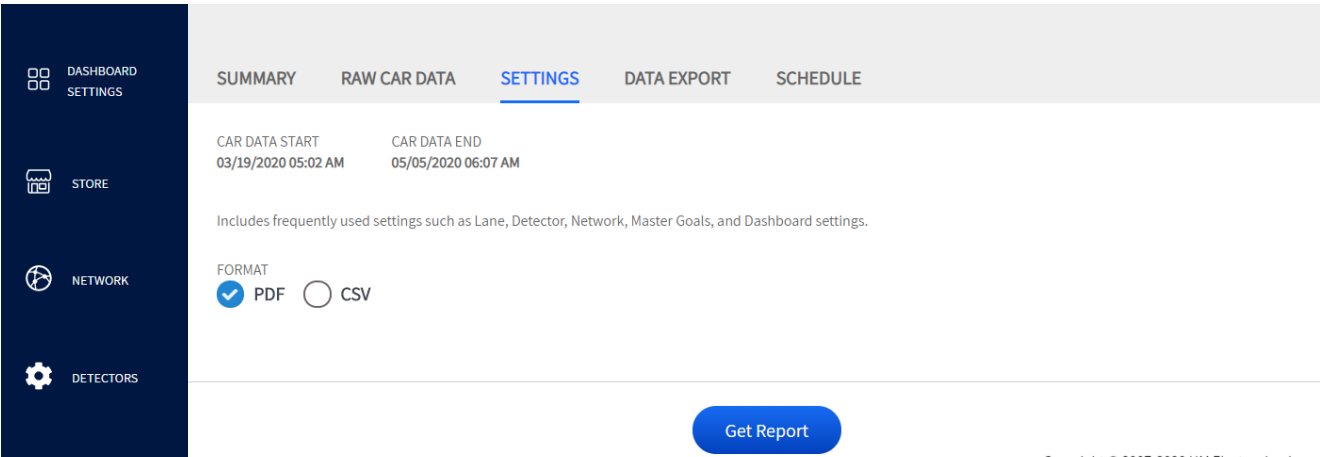 DASHBOARD
SETTINGS
STORE
NETWORK
DETECTORS
SUMMARY RAW CAR DATA SETTINGS DATA EXPORT SCHEDULE
CAR DATA START CAR DATA END
03/19/2020 05:02 AM 05/05/2020 06:07 AM
Includes frequently used settings such as Lane, Detector, Network, Master Goals, and Dashboard settings.
FORMAT
PDF CSV
Get Report